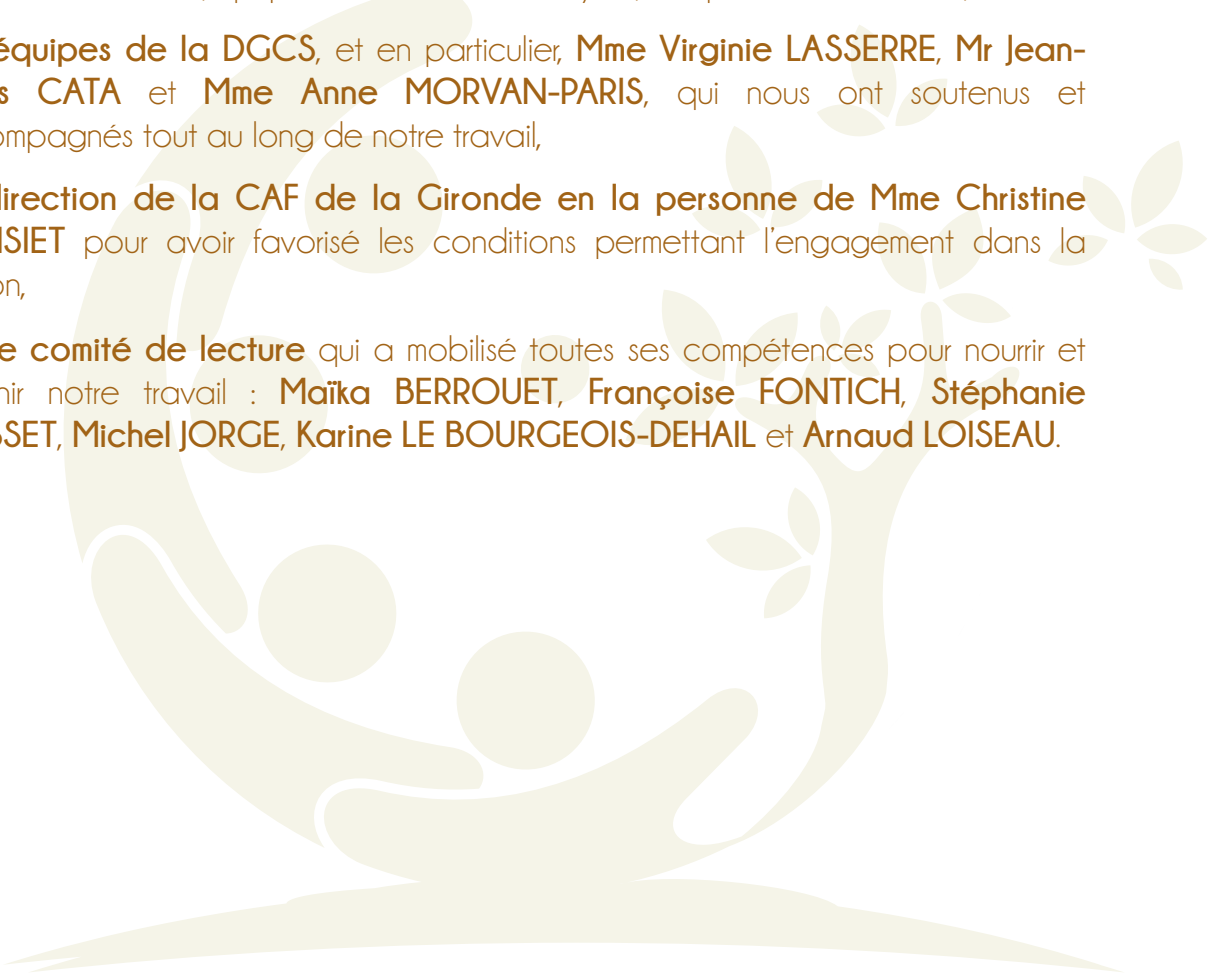 équipes de la DGCS, et en particulier, Mme Virginie LASSERRE, Mr Jean-
s CATA et Mme Anne MORVAN-PARIS, qui nous ont soutenus et
ompagnés tout au long de notre travail,
direction de la CAF de la Gironde en la personne de Mme Christine
SIET pour avoir favorisé les conditions permettant l'engagement dans la
on,
e comité de lecture qui a mobilisé toutes ses compétences pour nourrir et
nir notre travail : Maïka BERROUET, Françoise FONTICH, Stéphanie
SSET, Michel JORGE, Karine LE BOURGEOIS-DEHAIL et Arnaud LOISEAU.